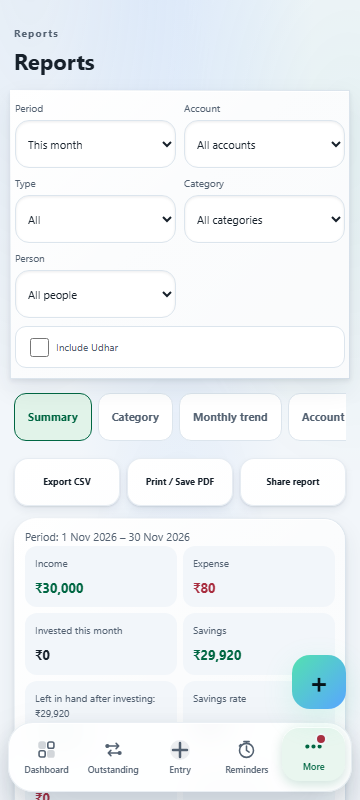 Reports
Reports
Period
Account
This month
All accounts
Type
Category
All
All categories
Person
All people
Include Udhar
Summary
Category
Monthly trend
Account
Export CSV
Print / Save PDF
Share report
Period: 1 Nov 2026 – 30 Nov 2026
Income
Expense
₹30,000
₹80
Invested this month
Savings
₹0
₹29,920
+
Left in hand after investing:
₹29,920
Savings rate
Dashboard
Outstanding
Entry
Reminders
More
₹0